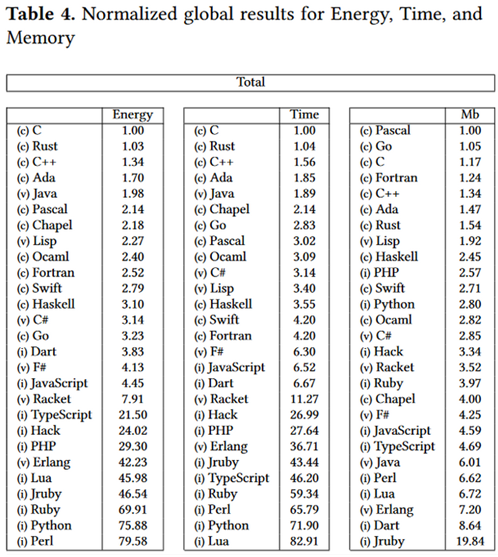 Table 4. Normalized global results for Energy, Time, and
Memory
Total
Energy
(c) C 1.00
(c) Rust 1.03
(c) C++ 1.34
(c) Ada 1.70
(v) Java 1.98
(c) Pascal 2.14
(c) Chapel 2.18
(v) Lisp 2.27
(c) Ocaml 2.40
(c) Fortran 2.52
(c) Swift 2.79
(c) Haskell 3.10
(v) C# 3.14
(c) Go 3.23
(i) Dart 3.83
(v) F# 4.13
(i) JavaScript 4.45
(v) Racket 7.91
(i) TypeScript 21.50
(i) Hack 24.02
(i) PHP 29.30
(v) Erlang 42.23
(i) Lua 45.98
(i) Jruby 46.54
(i) Ruby 69.91
(i) Python 75.88
(i) Perl 79.58
Time
(c) C 1.00
(c) Rust 1.04
(c) C++ 1.56
(c) Ada 1.85
(v) Java 1.89
(c) Chapel 2.14
(c) Go 2.83
(c) Pascal 3.02
(c) Ocaml 3.09
(v) C# 3.14
(v) Lisp 3.40
(c) Haskell 3.55
(c) Swift 4.20
(c) Fortran 4.20
(v) F# 6.30
(i) JavaScript 6.52
(i) Dart 6.67
(v) Racket 11.27
(i) Hack 26.99
(i) PHP 27.64
(v) Erlang 36.71
(i) Jruby 43.44
(i) TypeScript 46.20
(i) Ruby 59.34
(i) Perl 65.79
(i) Python 71.90
(i) Lua 82.91
Mb
(c) Pascal 1.00
(c) Go 1.05
(c) C 1.17
(c) Fortran 1.24
(c) C++ 1.34
(c) Ada 1.47
(c) Rust 1.54
(v) Lisp 1.92
(c) Haskell 2.45
(i) PHP 2.57
(c) Swift 2.71
(i) Python 2.80
(c) Ocaml 2.82
(v) C# 2.85
(i) Hack 3.34
(v) Racket 3.52
(i) Ruby 3.97
(c) Chapel 4.00
(v) F# 4.25
(i) JavaScript 4.59
(i) TypeScript 4.69
(v) Java 6.01
(i) Perl 6.62
(i) Lua 6.72
(v) Erlang 7.20
(i) Dart 8.64
(i) Jruby 19.84